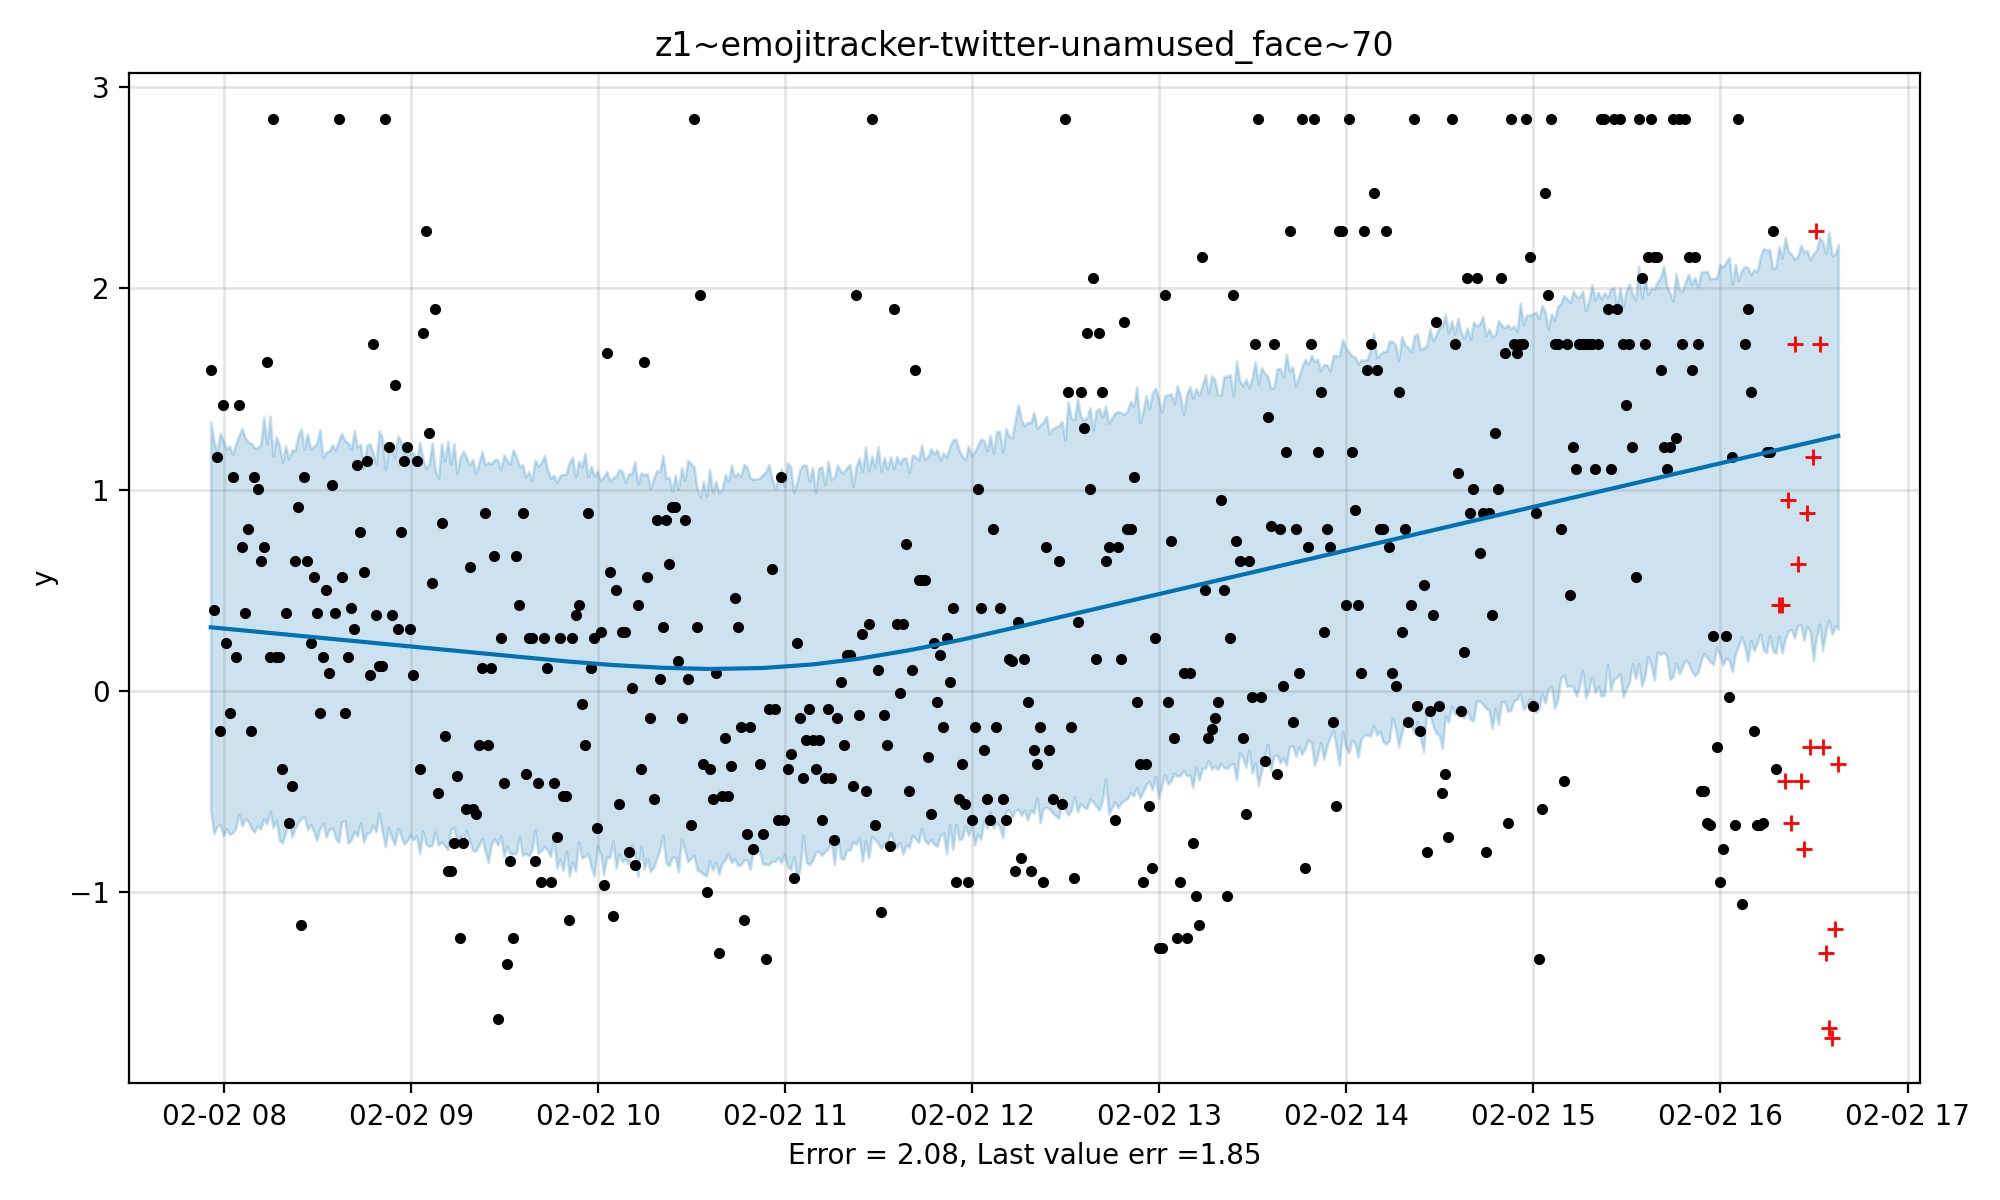 z1~emojitracker-twitter-unamused_face~70
3
2
1
0
−1
y
02-02 08 02-02 09 02-02 10 02-02 11 02-02 12 02-02 13 02-02 14 02-02 15 02-02 16 02-02 17
Error = 2.08, Last value err =1.85